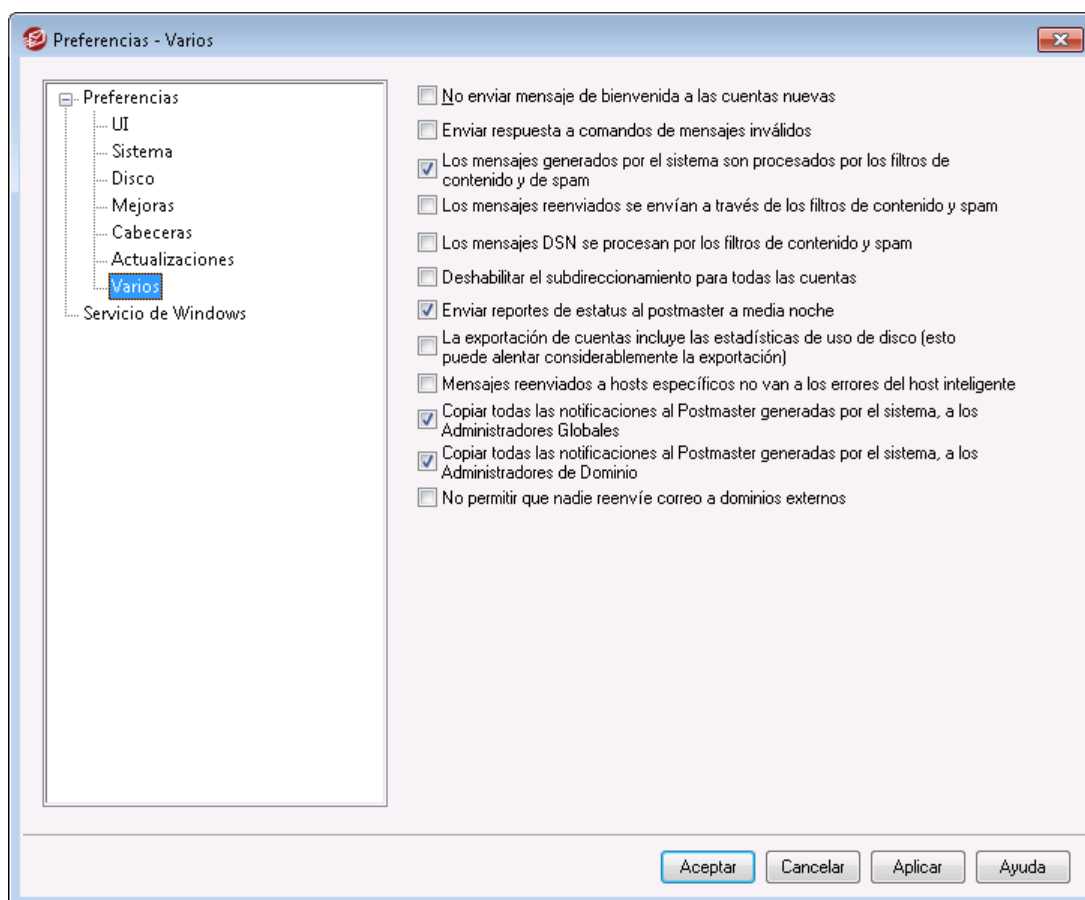 Preferencias - Varios
Preferencias
UI
Sistema
Disco
Mejoras
Cabeceras
Actualizaciones
Varios
Servicio de Windows
No enviar mensaje de bienvenida a las cuentas nuevas
Enviar respuesta a comandos de mensajes inválidos
Los mensajes generados por el sistema son procesados por los filtros de
contenido y de spam
Los mensajes reenviados se envían a través de los filtros de contenido y spam
Los mensajes DSN se procesan por los filtros de contenido y spam
Deshabilitar el subdireccionamiento para todas las cuentas
Enviar reportes de estatus al postmaster a media noche
La exportación de cuentas incluye las estadísticas de uso de disco (esto
puede alentar considerablemente la exportación)
Mensajes reenviados a hosts específicos no van a los errores del host inteligente
Copiar todas las notificaciones al Postmaster generadas por el sistema, a los
Administradores Globales
Copiar todas las notificaciones al Postmaster generadas por el sistema, a los
Administradores de Dominio
No permitir que nadie reenvíe correo a dominios externos
Aceptar
Cancelar
Aplicar
Ayuda